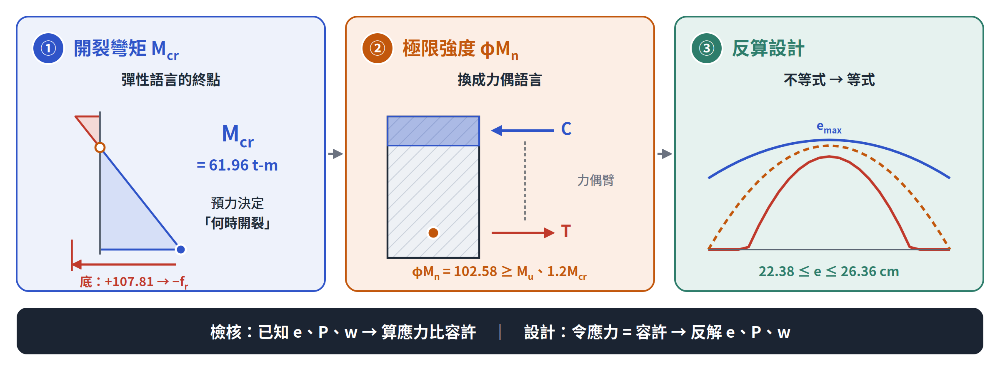 ① 開裂彎矩 Mcr
彈性語言的終點
Mcr
= 61.96 t-m
預力決定
「何時開裂」
底：+107.81 → −fr
② 極限強度 ϕMn
換成力偶語言
C
力偶臂
T
ϕMn = 102.58 ≥ Mu、1.2Mcr
③ 反算設計
不等式 → 等式
emax
22.38 ≤ e ≤ 26.36 cm
檢核：已知 e、P、w → 算應力比容許 ｜ 設計：令應力 = 容許 → 反解 e、P、w